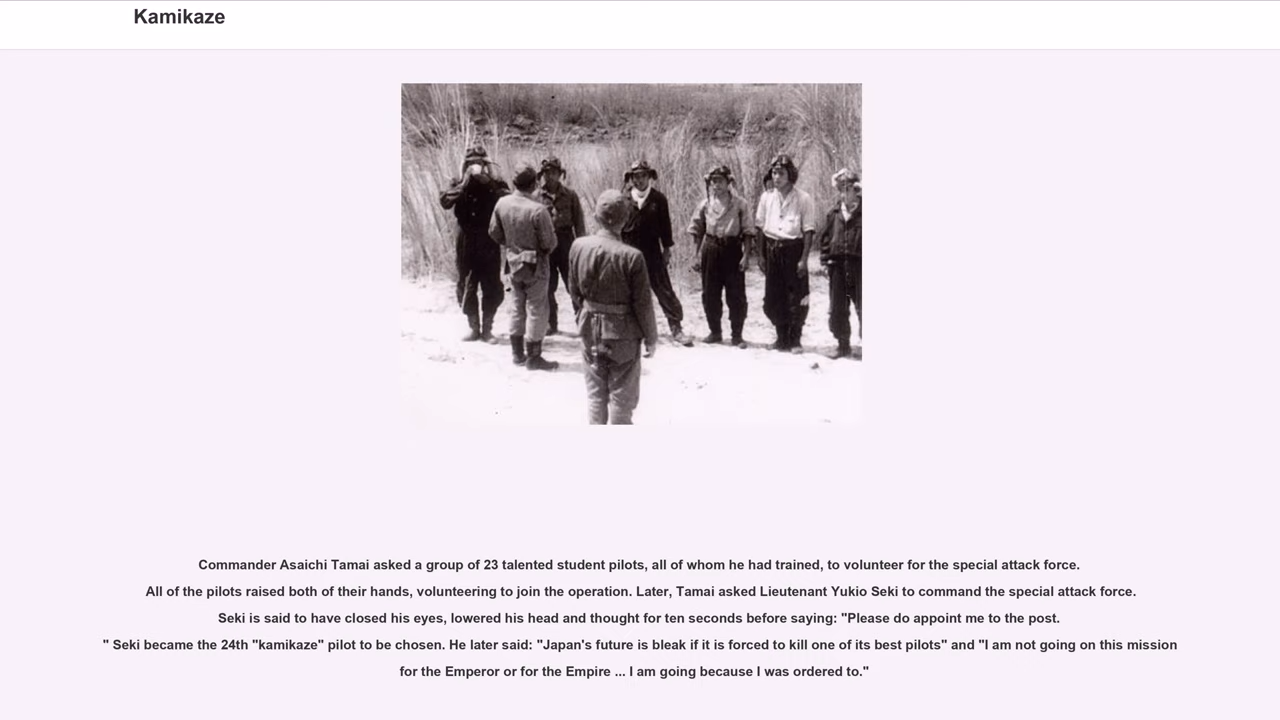 Kamikaze
Commander Asaichi Tamai asked a group of 23 talented student pilots, all of whom he had trained, to volunteer for the special attack force.
All of the pilots raised both of their hands, volunteering to join the operation. Later, Tamai asked Lieutenant Yukio Seki to command the special attack force.
Seki is said to have closed his eyes, lowered his head and thought for ten seconds before saying: "Please do appoint me to the post.
" Seki became the 24th "kamikaze" pilot to be chosen. He later said: "Japan's future is bleak if it is forced to kill one of its best pilots" and "I am not going on this mission
for the Emperor or for the Empire ... I am going because I was ordered to."